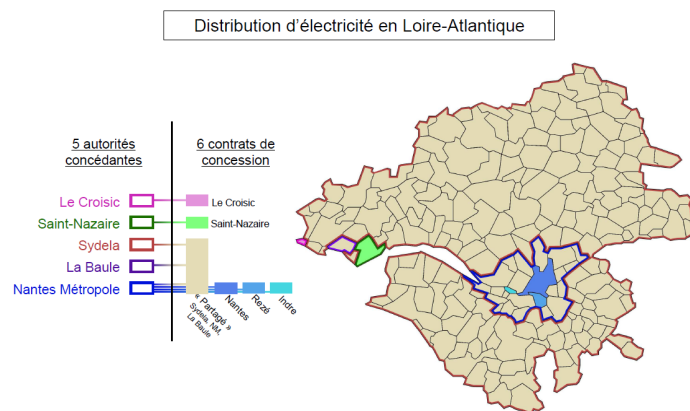 Distribution d’électricité en Loire-Atlantique
5 autorités
concédantes
6 contrats de
concession
Le Croisic
Le Croisic
Saint-Nazaire
Saint-Nazaire
Sydela
La Baule
Nantes Métropole
« Partagé »
Sydela, NM,
La Baule
Nantes
Rezé
Indre